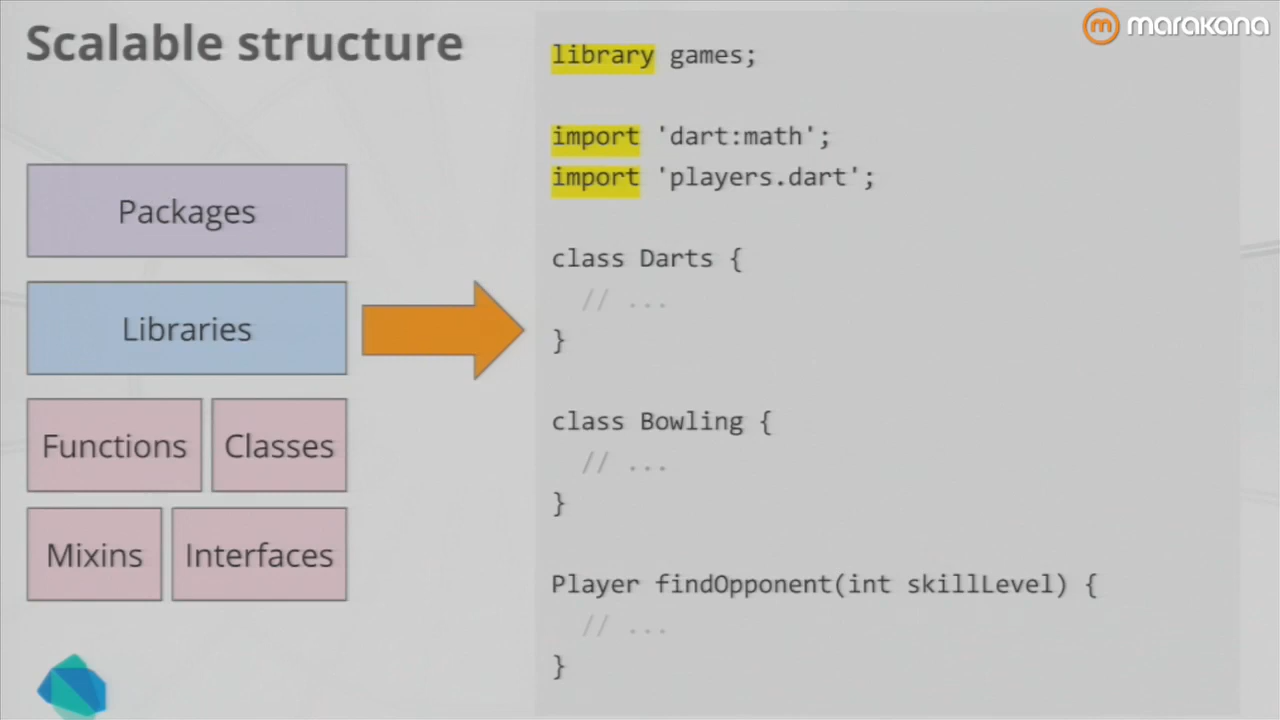 Scalable structure
marakana
Packages
Libraries
Functions Classes
Mixins Interfaces
library games;
import 'dart:math';
import 'players.dart';
class Darts {
// ...
}
class Bowling {
// ...
}
Player findOpponent(int skillLevel) {
// ...
}